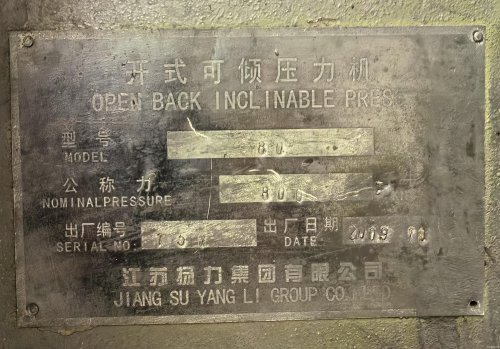 开式可倾压力机
OPEN BACK INCLINABLE PRES
型号 80
MODEL
公称力 800
NOMINALPRESSURE
出厂编号 出厂日期 2019
SERIAL NO: DATE:
江苏扬力集团有限公司
JIANG SU YANG LI GROUP CO.,LTD